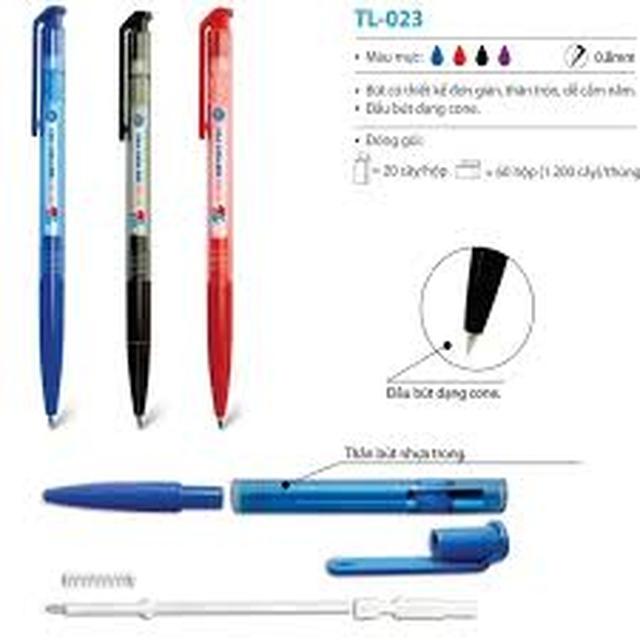 TL-023
• Màu mực: 0.8mm
• Bút có thiết kế đơn giản, thân tròn, dễ cầm nắm.
• Đầu bút dạng cone.
• Đóng gói:
= 20 cây/hộp. = 60 hộp (1 200 cây)/thùng
Đầu bút dạng cone.
Thân bút nhựa trong.